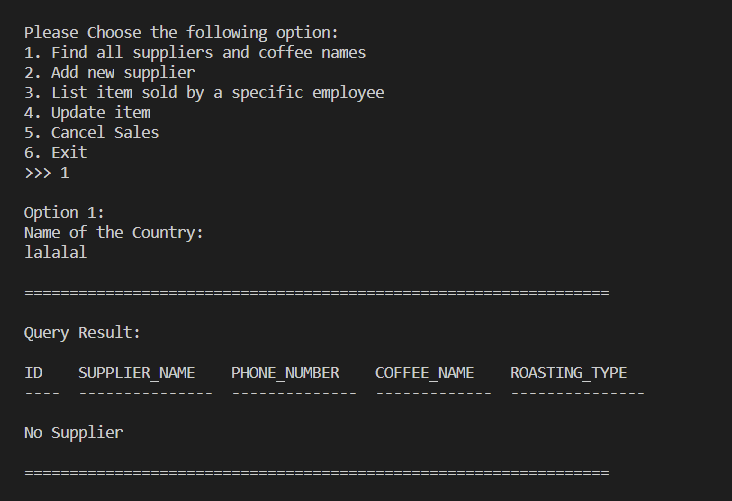 Please Choose the following option:
1. Find all suppliers and coffee names
2. Add new supplier
3. List item sold by a specific employee
4. Update item
5. Cancel Sales
6. Exit
>>> 1
Option 1:
Name of the Country:
lalalal
=================================================================
Query Result:
ID    SUPPLIER_NAME    PHONE_NUMBER    COFFEE_NAME    ROASTING_TYPE
----  ---------------  --------------  -------------  ---------------
No Supplier
=================================================================